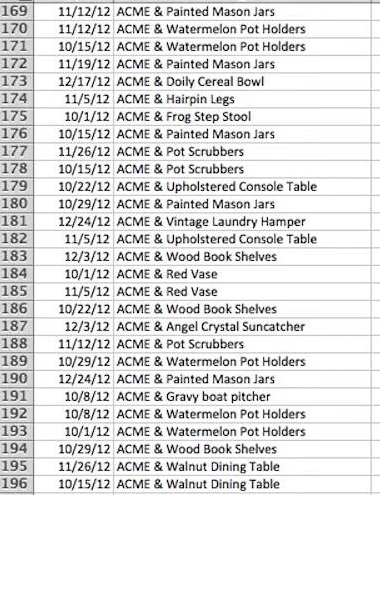 169 11/12/12 ACME & Painted Mason Jars
170 11/12/12 ACME & Watermelon Pot Holders
171 10/15/12 ACME & Watermelon Pot Holders
172 11/19/12 ACME & Painted Mason Jars
173 12/17/12 ACME & Doily Cereal Bowl
174 11/5/12 ACME & Hairpin Legs
175 10/1/12 ACME & Frog Step Stool
176 10/15/12 ACME & Painted Mason Jars
177 11/26/12 ACME & Pot Scrubbers
178 10/15/12 ACME & Pot Scrubbers
179 10/22/12 ACME & Upholstered Console Table
180 10/29/12 ACME & Painted Mason Jars
181 12/24/12 ACME & Vintage Laundry Hamper
182 11/5/12 ACME & Upholstered Console Table
183 12/3/12 ACME & Wood Book Shelves
184 10/1/12 ACME & Red Vase
185 11/5/12 ACME & Red Vase
186 10/22/12 ACME & Wood Book Shelves
187 12/3/12 ACME & Angel Crystal Suncatcher
188 11/12/12 ACME & Pot Scrubbers
189 10/29/12 ACME & Watermelon Pot Holders
190 12/24/12 ACME & Painted Mason Jars
191 10/8/12 ACME & Gravy boat pitcher
192 10/8/12 ACME & Watermelon Pot Holders
193 10/1/12 ACME & Watermelon Pot Holders
194 10/29/12 ACME & Wood Book Shelves
195 11/26/12 ACME & Walnut Dining Table
196 10/15/12 ACME & Walnut Dining Table